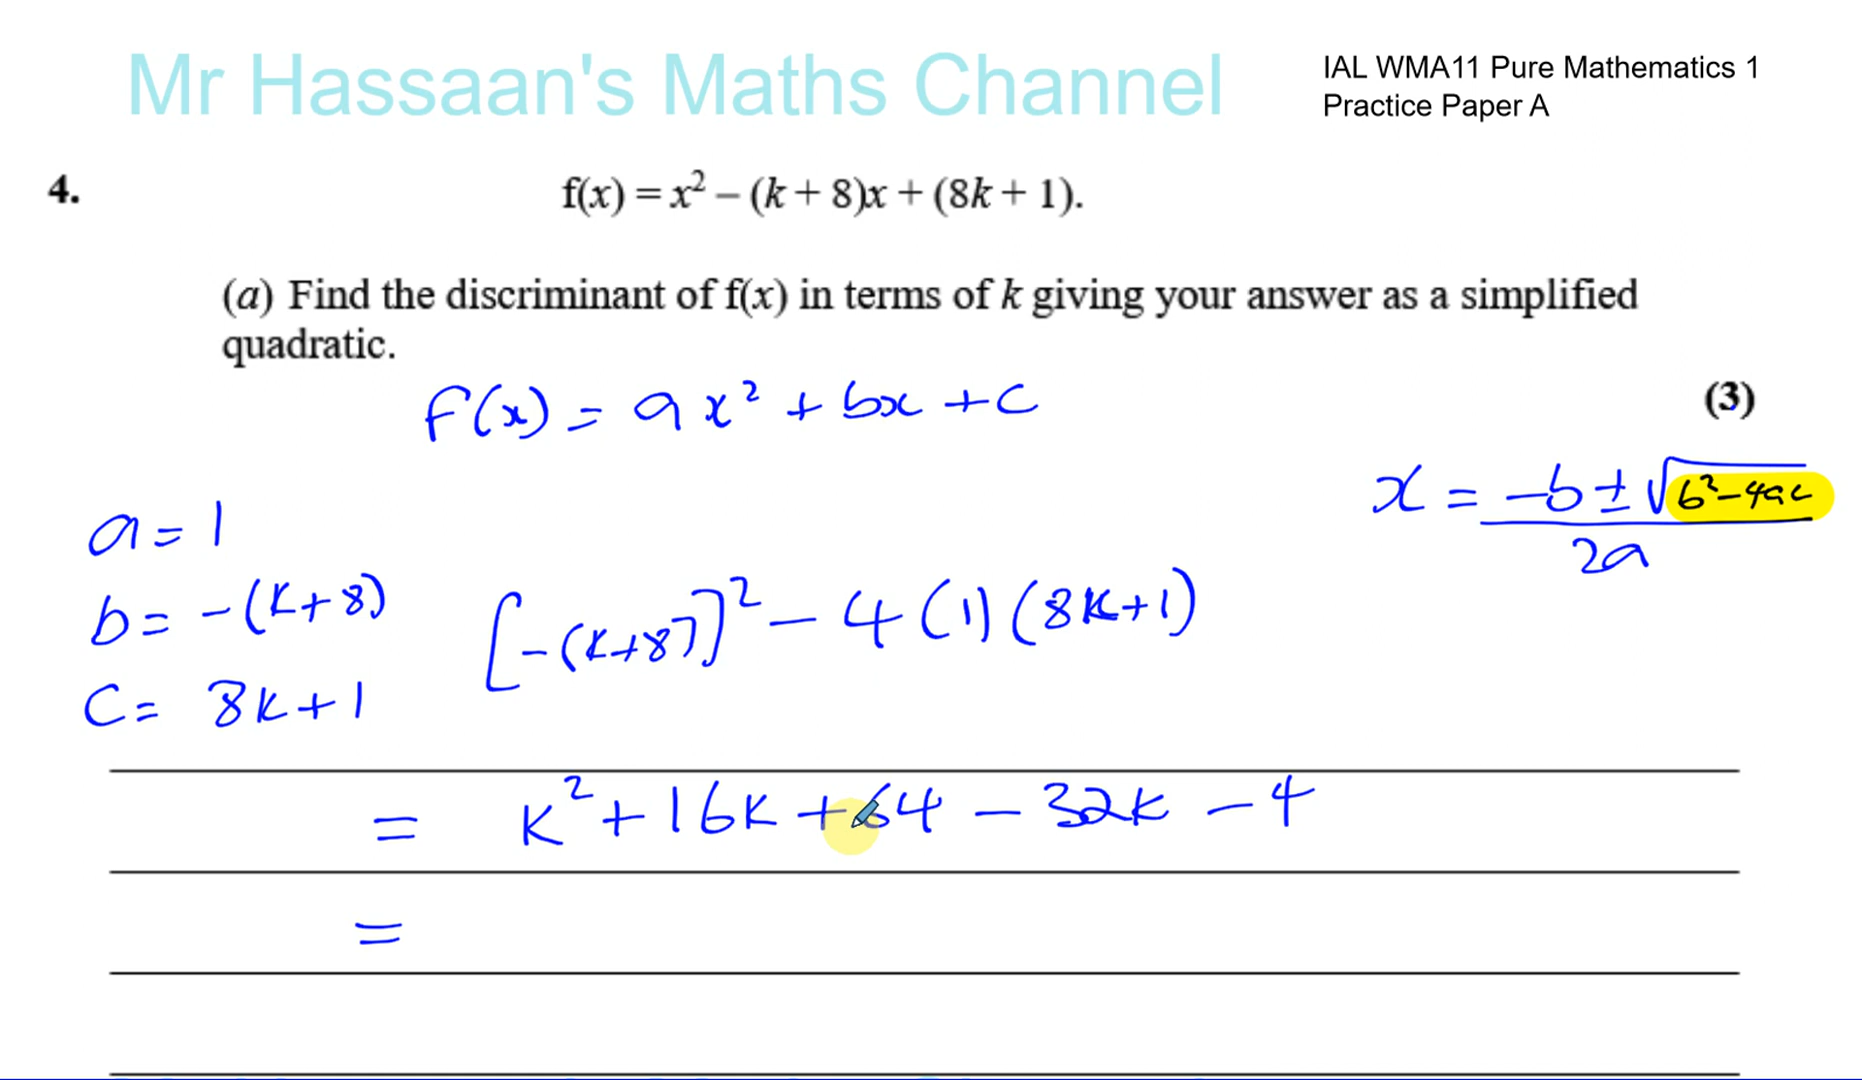 Mr Hassaan's Maths Channel
IAL WMA11 Pure Mathematics 1
Practice Paper A
4.
f(x) = x² – (k + 8)x + (8k + 1).
(a) Find the discriminant of f(x) in terms of k giving your answer as a simplified
quadratic.
(3)
f(x) = ax² + bx + c
x = -b ± √b²-4ac / 2a
a = 1
b = -(k+8)
c = 8k+1
[-(k+8)]² - 4(1)(8k+1)
= k² + 16k + 64 - 32k - 4
=